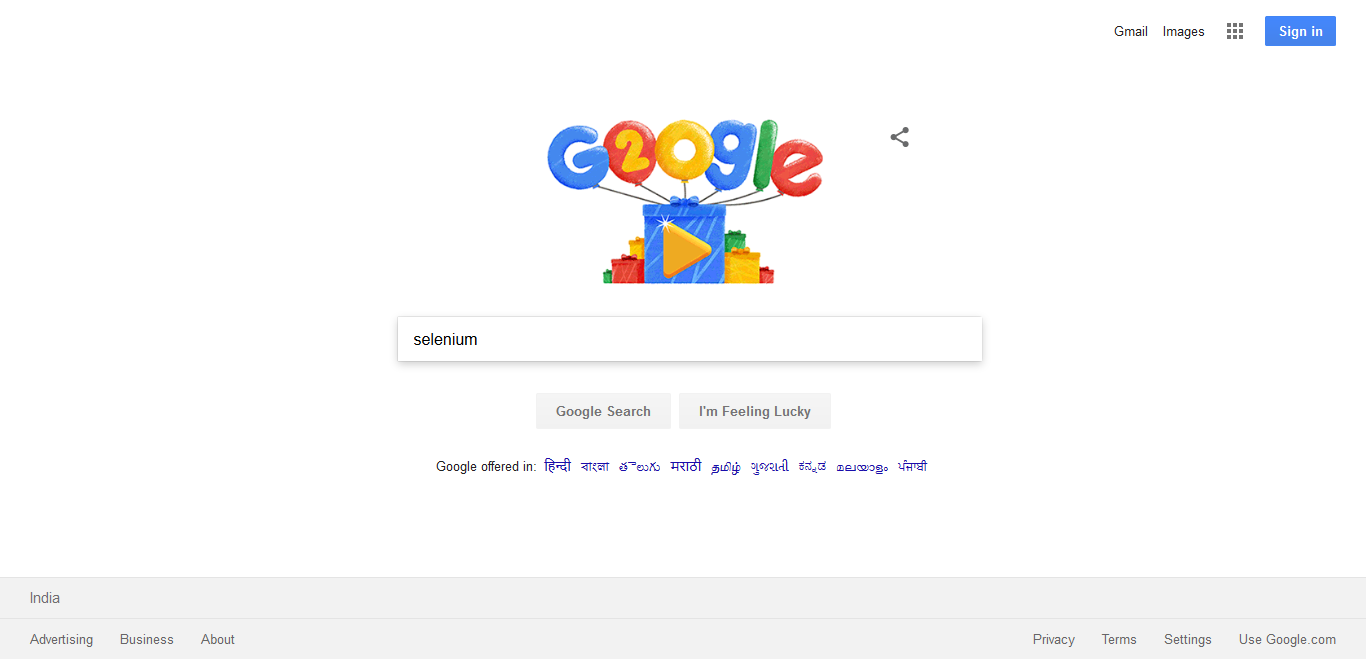 Gmail Images Sign in
G2OOgle
selenium
Google Search I'm Feeling Lucky
Google offered in: हिन्दी বাংলা తెలుగు मराठी தமிழ் ગુજરાતી ಕನ್ನಡ മലയാളം ਪੰਜਾਬੀ
India
Advertising Business About Privacy Terms Settings Use Google.com